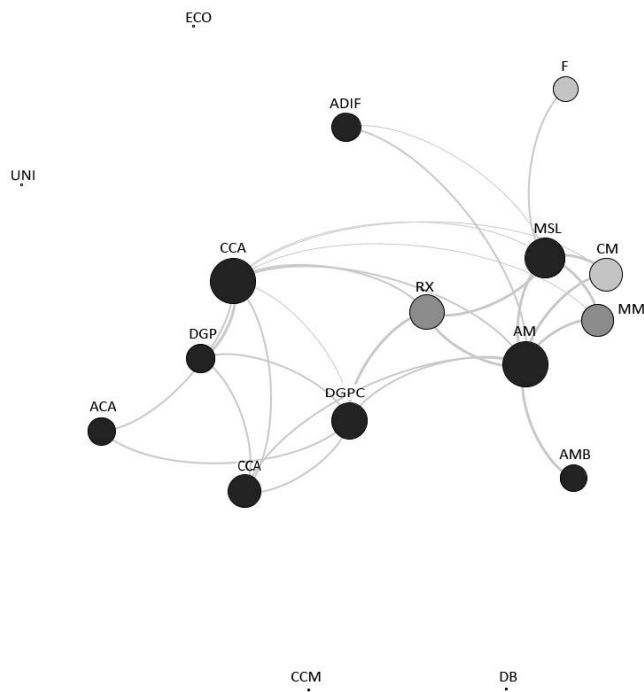 ECO
F
ADIF
UNI
MSL
CCA
CM
RX
MM
DGP
AM
DGPC
ACA
AMB
CCA
CCM
DB